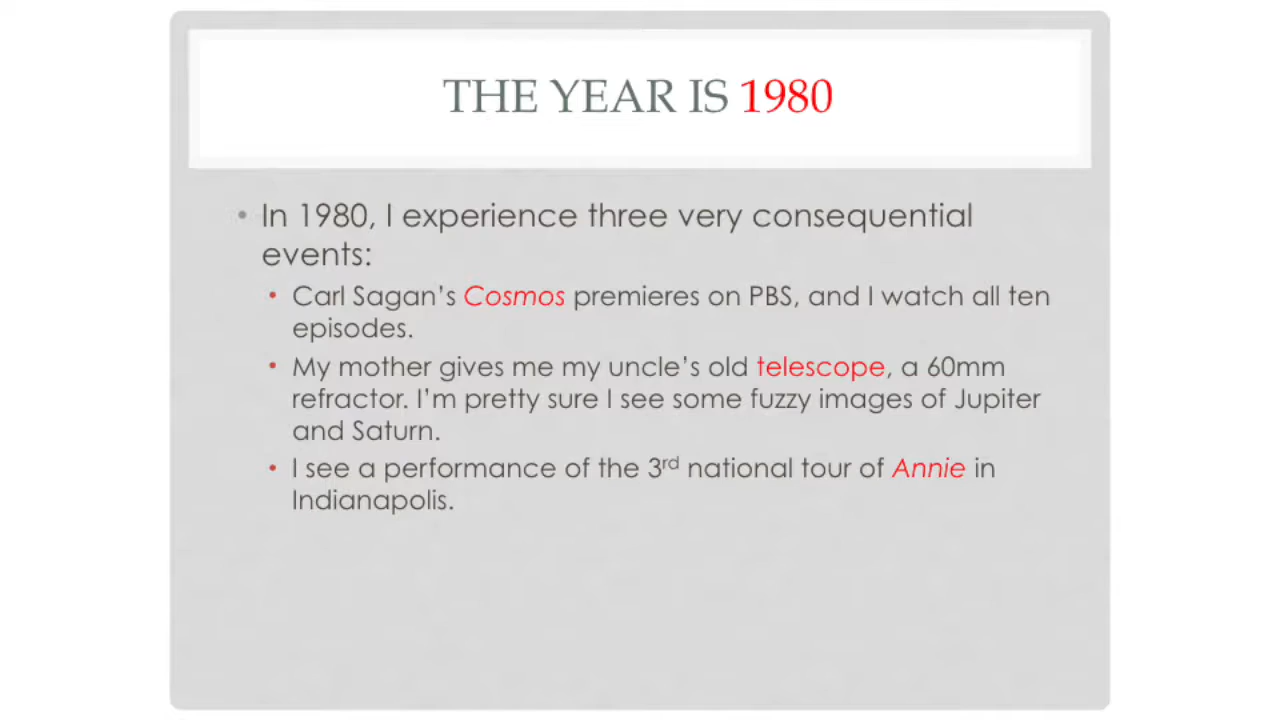 THE YEAR IS 1980
• In 1980, I experience three very consequential
events:
• Carl Sagan’s Cosmos premieres on PBS, and I watch all ten
episodes.
• My mother gives me my uncle’s old telescope, a 60mm
refractor. I’m pretty sure I see some fuzzy images of Jupiter
and Saturn.
• I see a performance of the 3rd national tour of Annie in
Indianapolis.